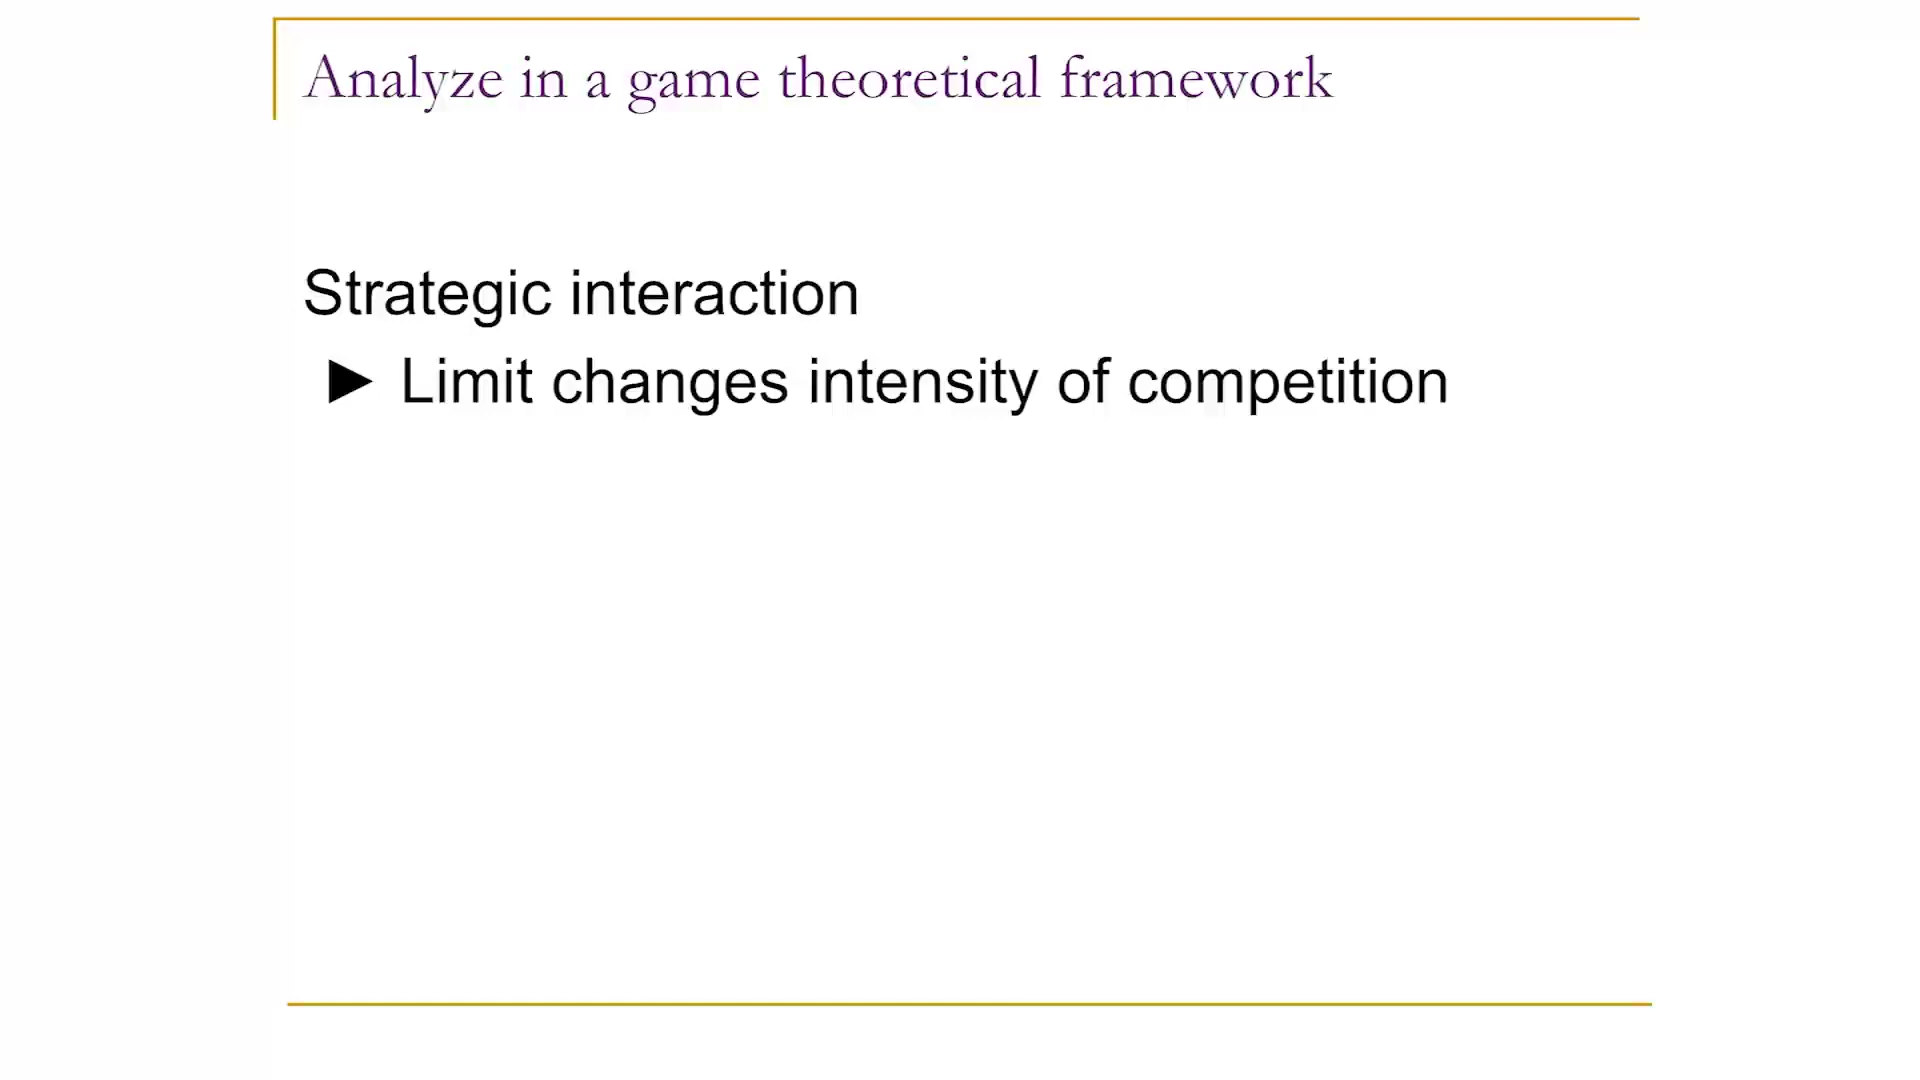 Analyze in a game theoretical framework
Strategic interaction
► Limit changes intensity of competition